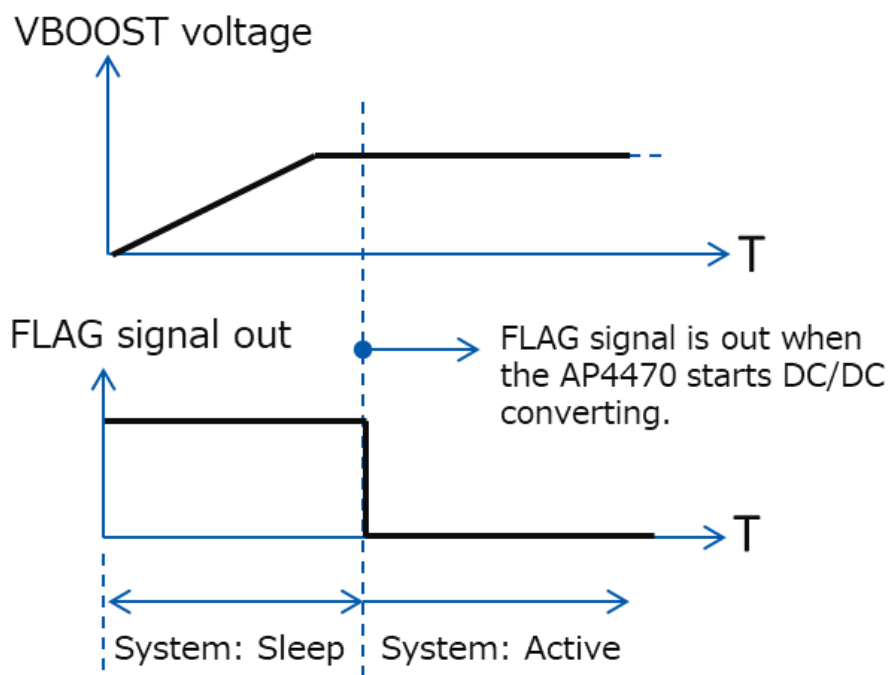 VBOOST voltage
T
FLAG signal out
FLAG signal is out when
the AP4470 starts DC/DC
converting.
T
System: Sleep
System: Active